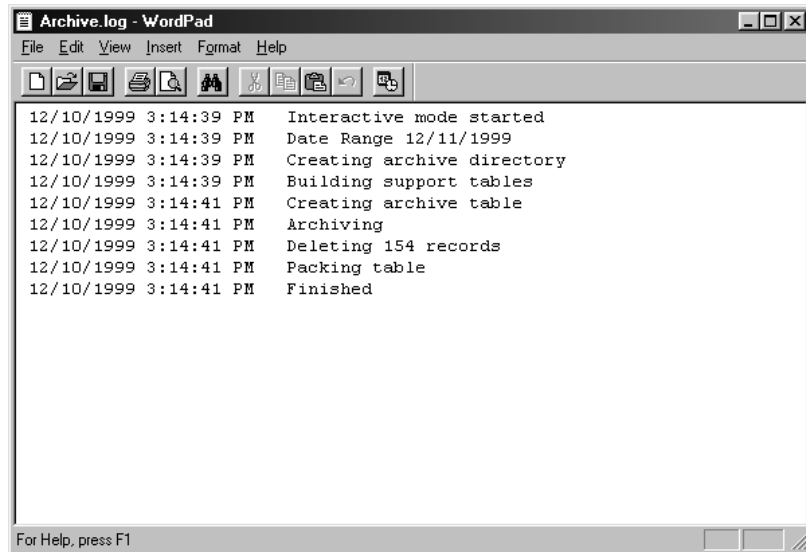 Archive.log - WordPad
File Edit View Insert Format Help
12/10/1999 3:14:39 PM Interactive mode started
12/10/1999 3:14:39 PM Date Range 12/11/1999
12/10/1999 3:14:39 PM Creating archive directory
12/10/1999 3:14:39 PM Building support tables
12/10/1999 3:14:41 PM Creating archive table
12/10/1999 3:14:41 PM Archiving
12/10/1999 3:14:41 PM Deleting 154 records
12/10/1999 3:14:41 PM Packing table
12/10/1999 3:14:41 PM Finished
For Help, press F1